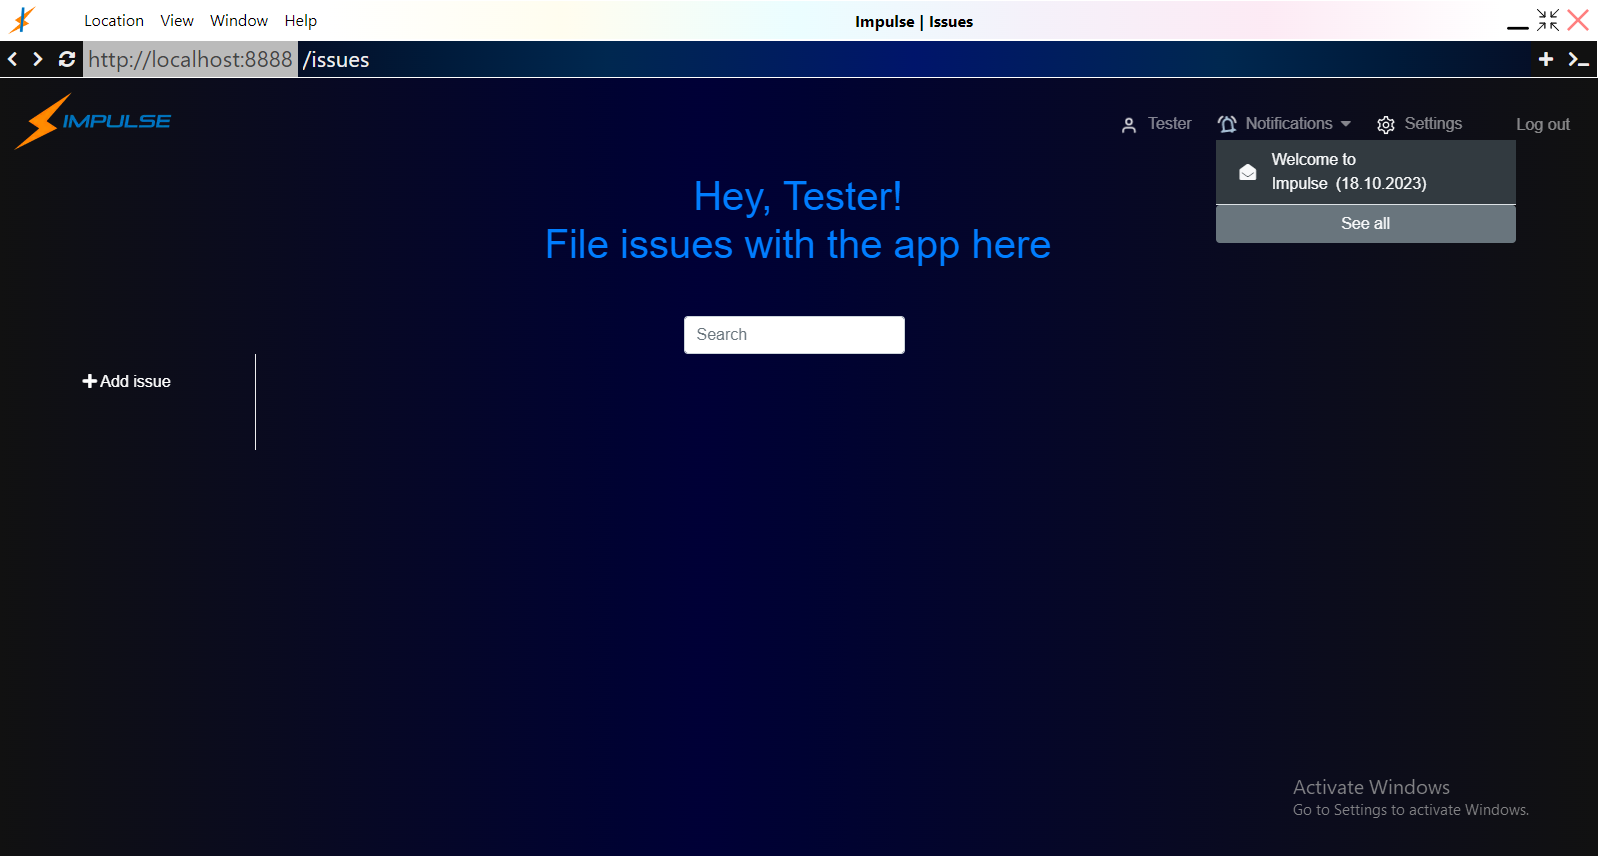 Location View Window Help
Impulse | Issues
http://localhost:8888 /issues
IMPULSE
Tester Notifications Settings Log out
Welcome to
Impulse (18.10.2023)
See all
Hey, Tester!
File issues with the app here
Search
Add issue
Activate Windows
Go to Settings to activate Windows.